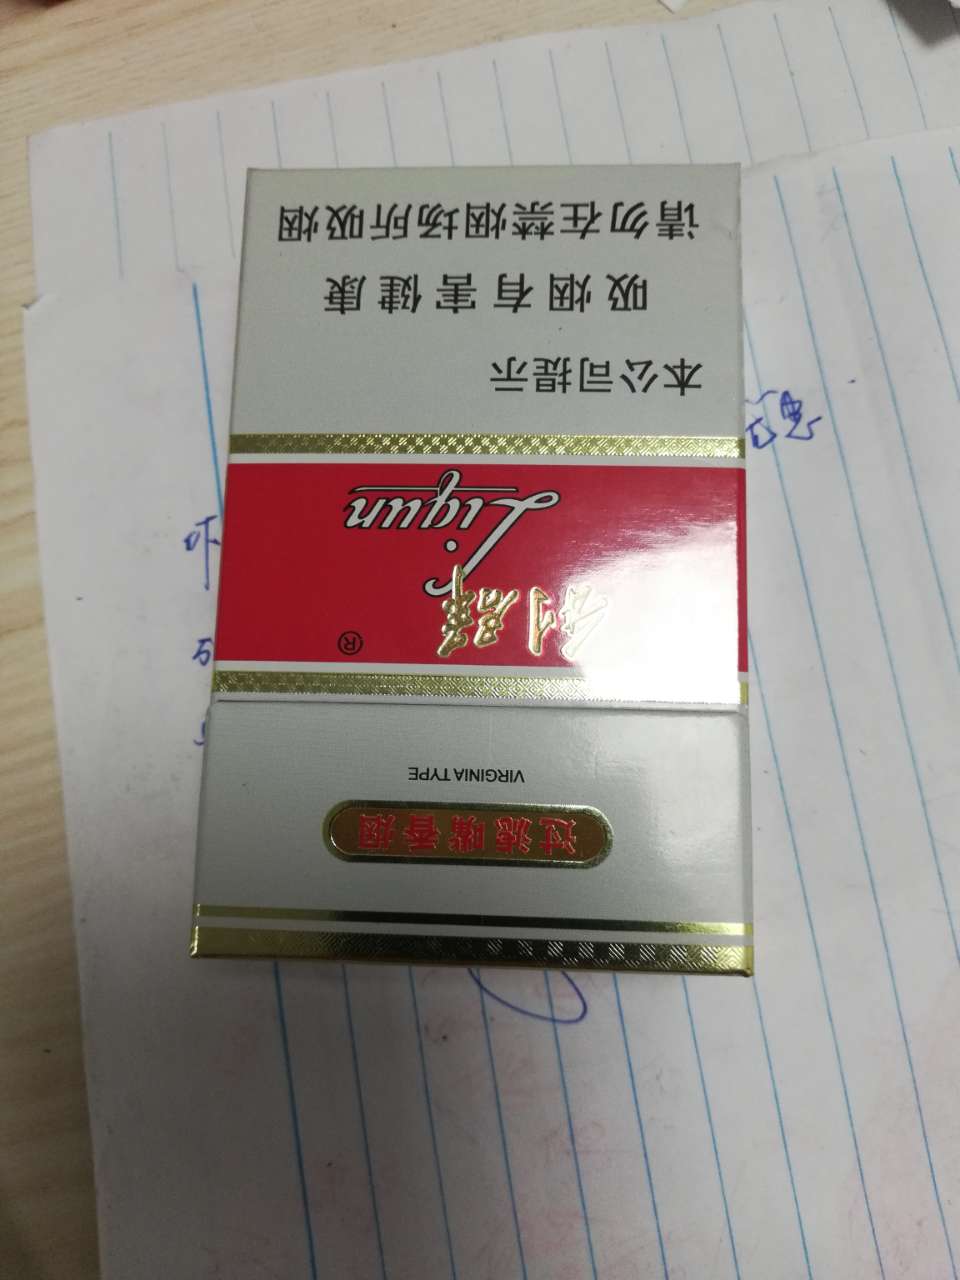 过滤嘴香烟
VIRGINIA TYPE
利群
®
Liqun
本公司提示
吸烟有害健康
请勿在禁烟场所吸烟